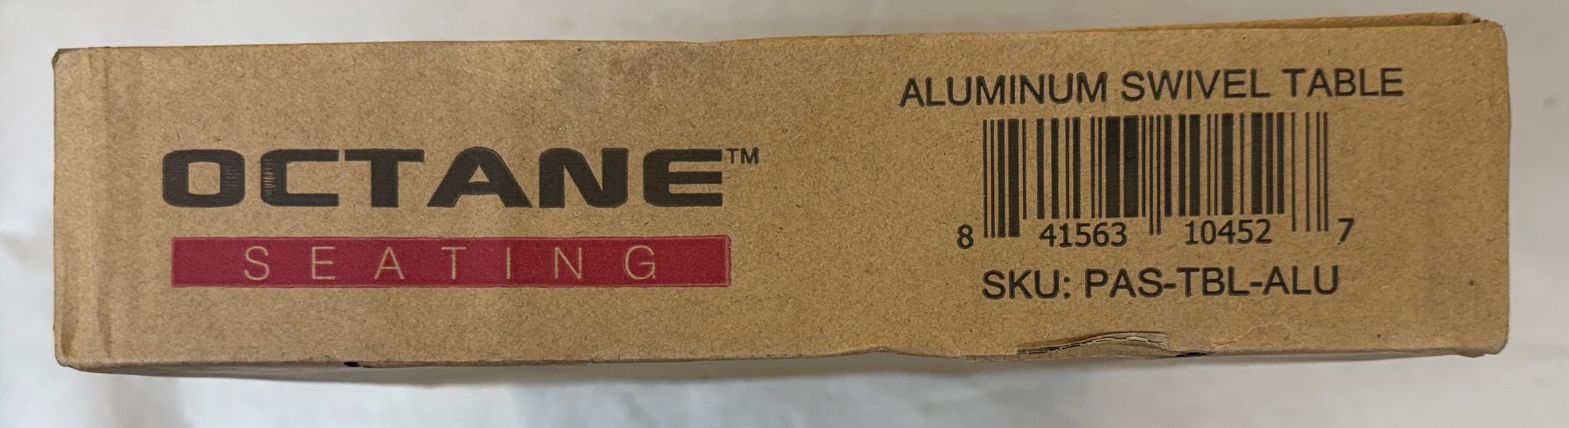 OCTANE™
SEATING
ALUMINUM SWIVEL TABLE
8 41563 10452 7
SKU: PAS-TBL-ALU